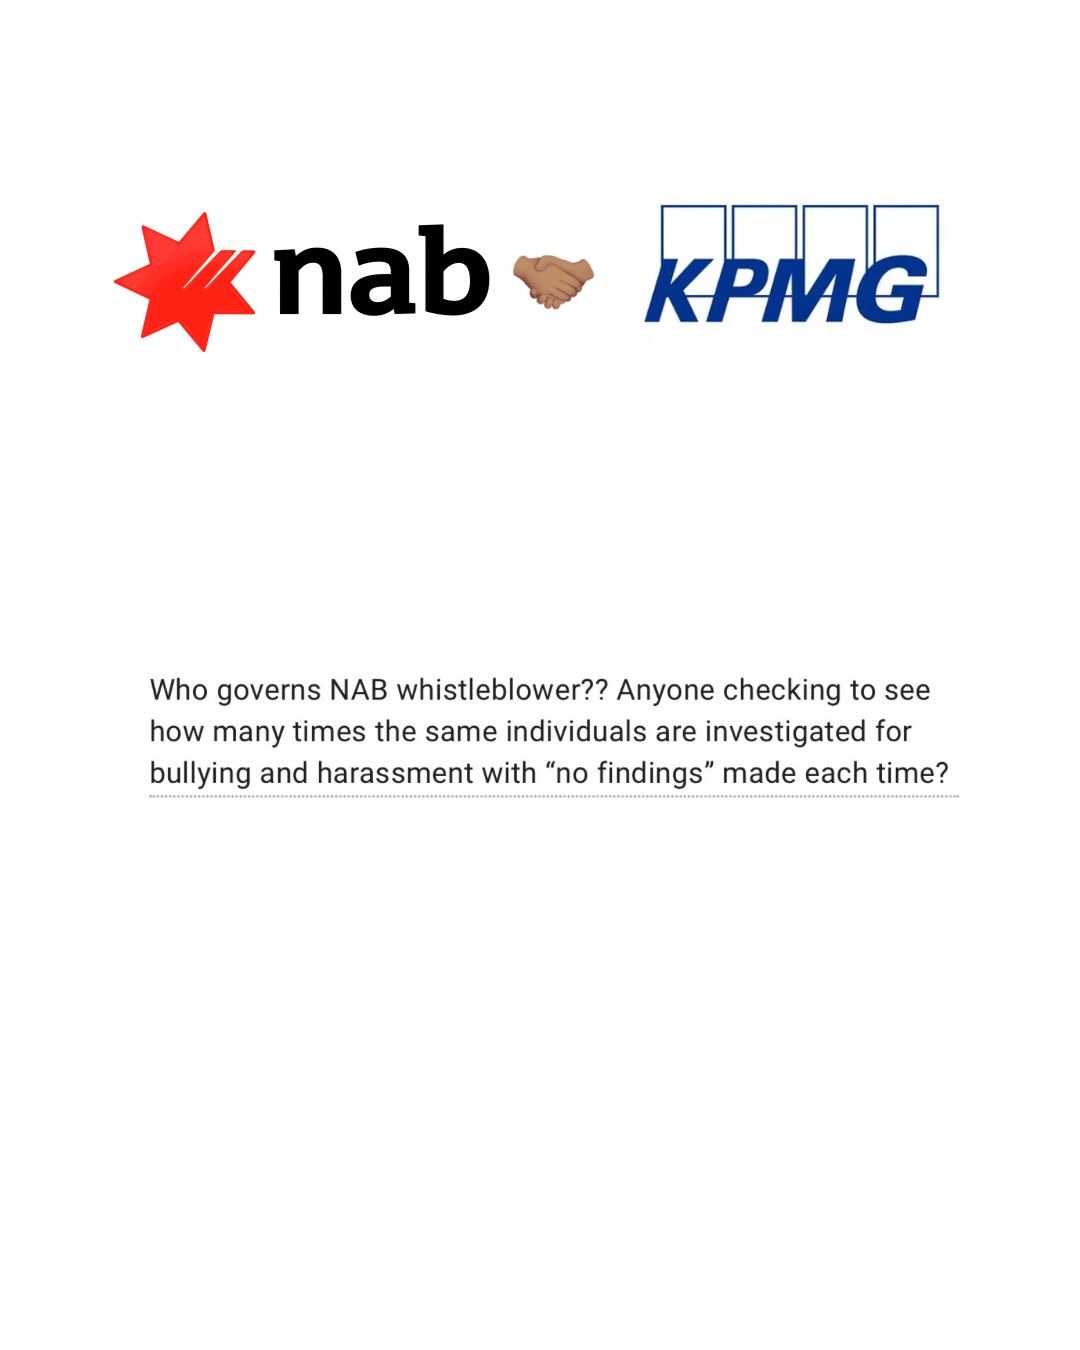 nab KPMG
Who governs NAB whistleblower?? Anyone checking to see
how many times the same individuals are investigated for
bullying and harassment with “no findings” made each time?